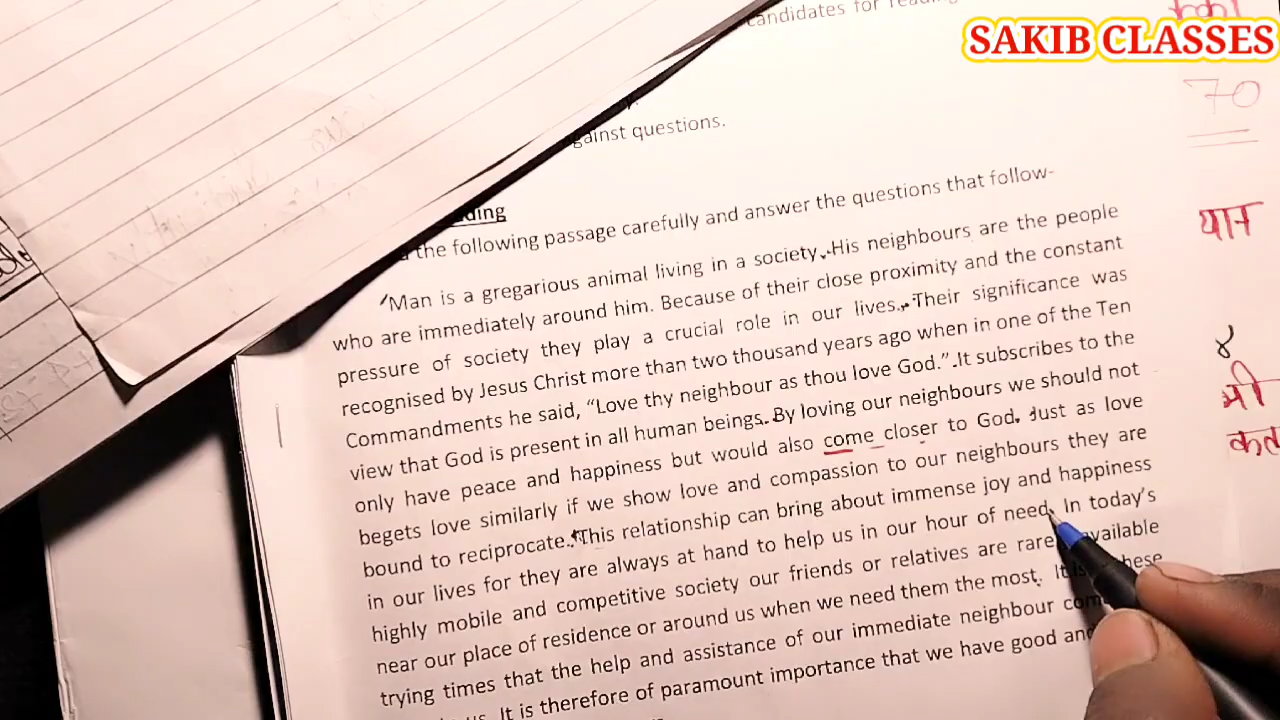 candidates for reading
SAKIB CLASSES
70
against questions.
the following passage carefully and answer the questions that follow-
Man is a gregarious animal living in a society. His neighbours are the people
who are immediately around him. Because of their close proximity and the constant
pressure of society they play a crucial role in our lives. Their significance was
recognised by Jesus Christ more than two thousand years ago when in one of the Ten
Commandments he said, “Love thy neighbour as thou love God.” It subscribes to the
view that God is present in all human beings. By loving our neighbours we should not
only have peace and happiness but would also come closer to God. Just as love
begets love similarly if we show love and compassion to our neighbours they are
bound to reciprocate. This relationship can bring about immense joy and happiness
in our lives for they are always at hand to help us in our hour of need. In today's
highly mobile and competitive society our friends or relatives are rarely available
near our place of residence or around us when we need them the most. It is these
trying times that the help and assistance of our immediate neighbour
us. It is therefore of paramount importance that we have good and
यान
४
भी